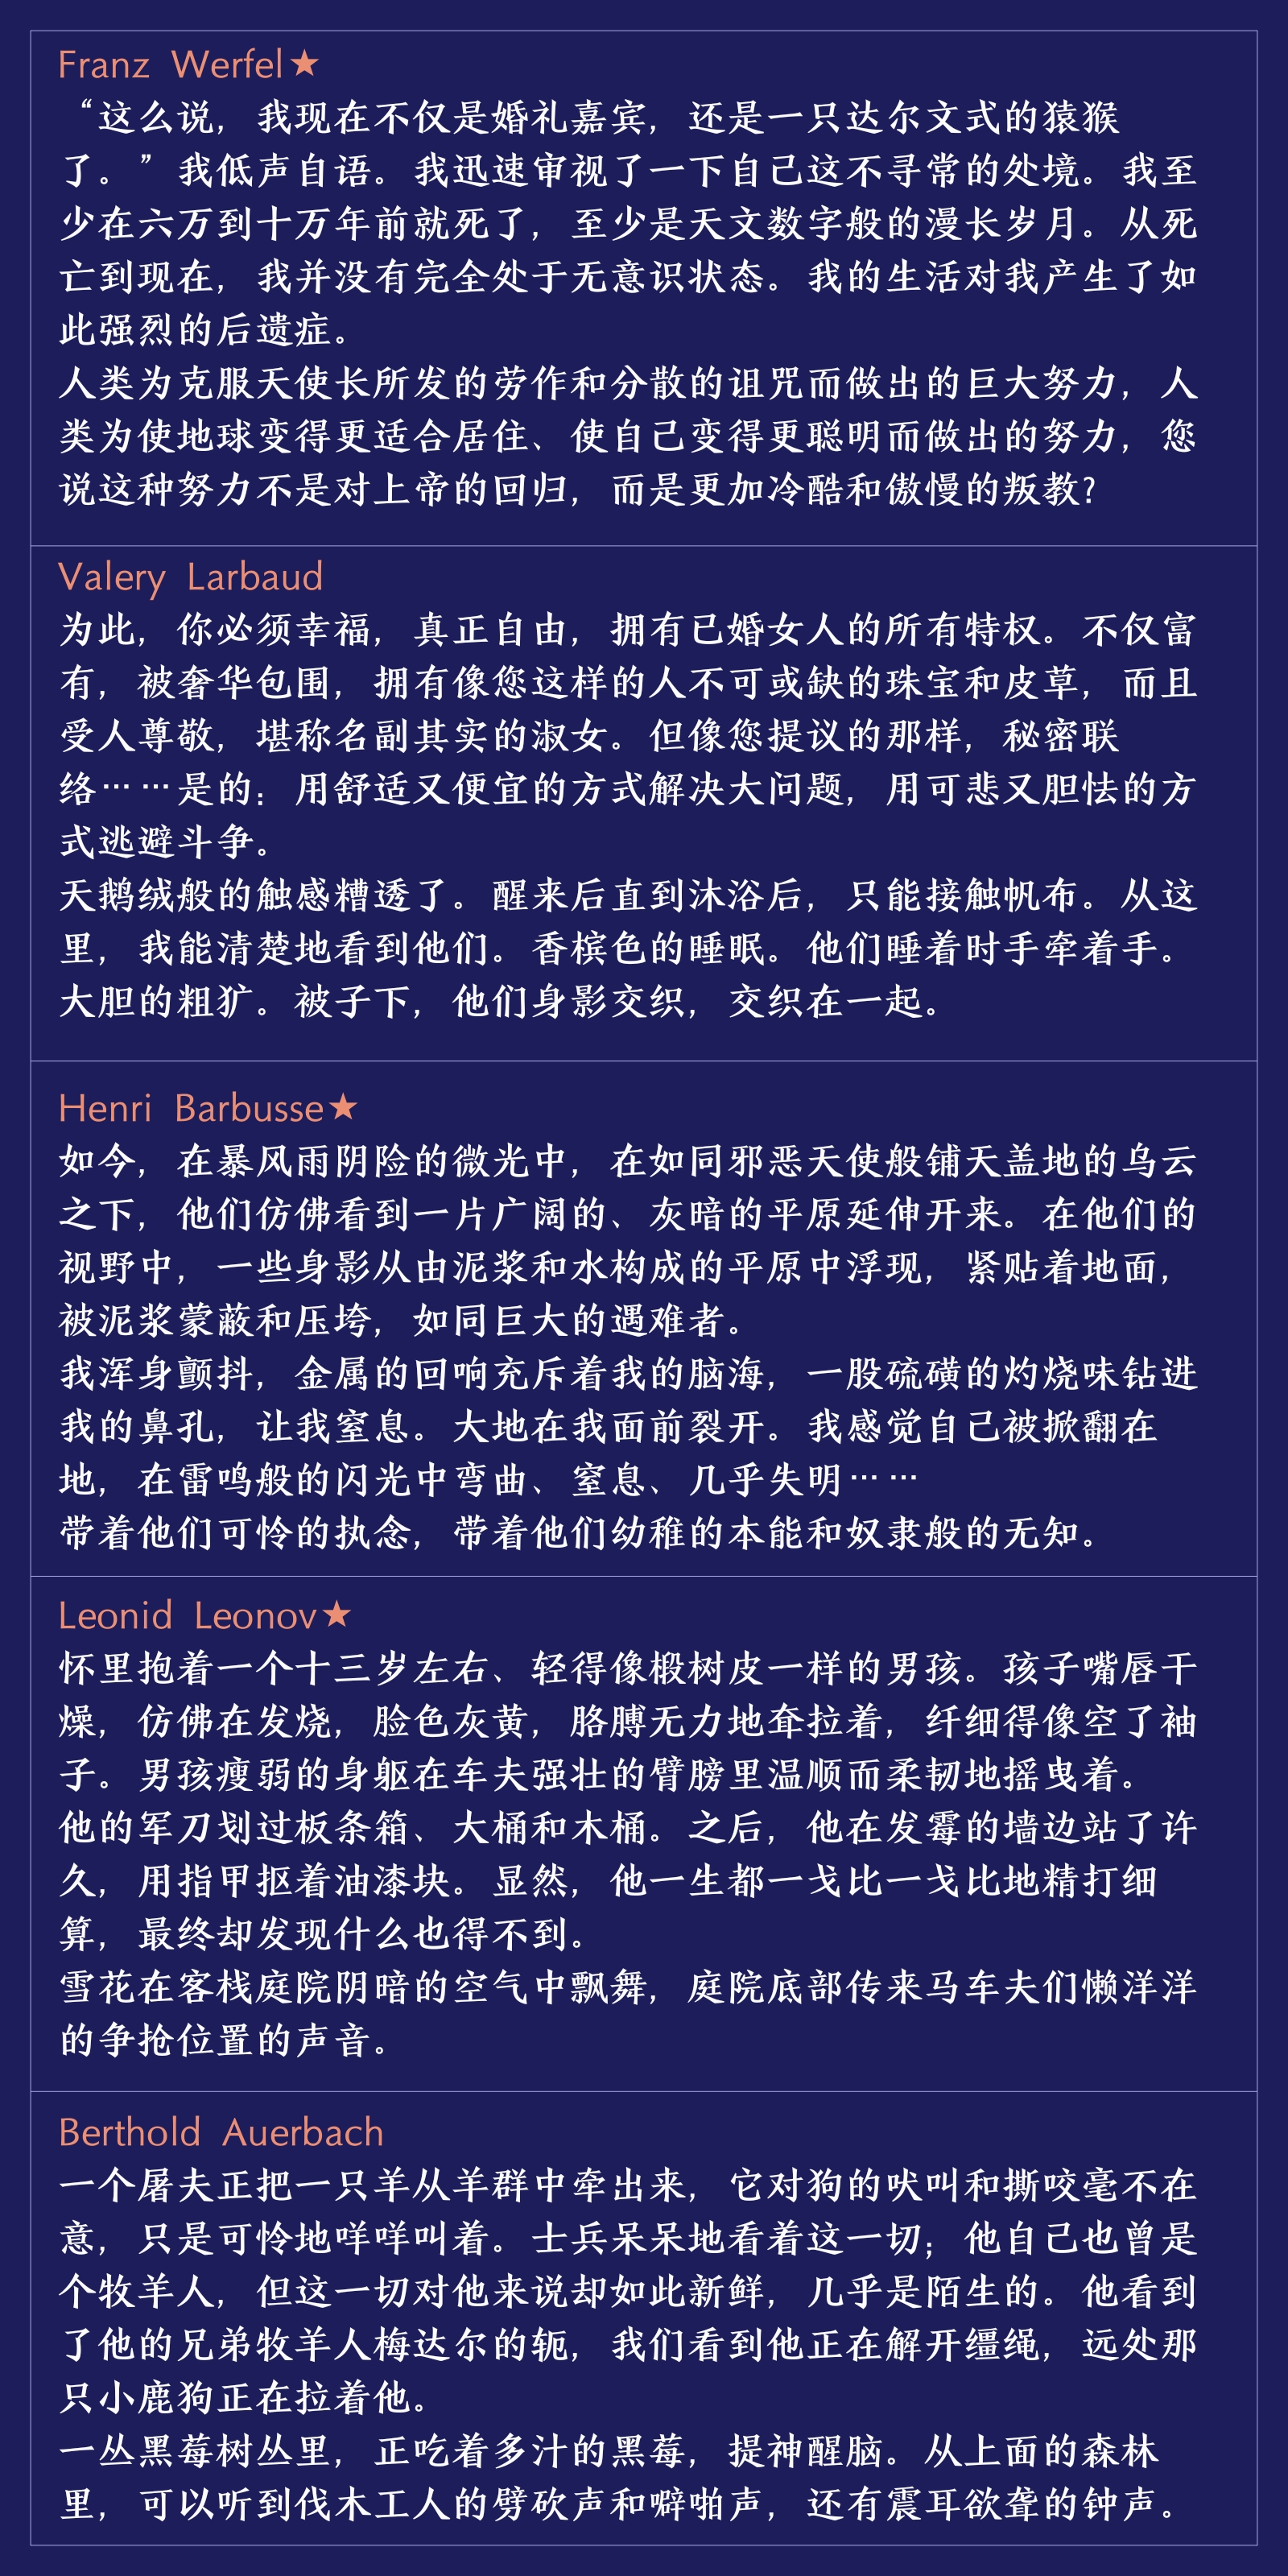 Franz Werfel★
“这么说，我现在不仅是婚礼嘉宾，还是一只达尔文式的猿猴
了。”我低声自语。我迅速审视了一下自己这不寻常的处境。我至
少在六万到十万年前就死了，至少是天文数字般的漫长岁月。从死
亡到现在，我并没有完全处于无意识状态。我的生活对我产生了如
此强烈的后遗症。
人类为克服天使长所发的劳作和分散的诅咒而做出的巨大努力，人
类为使地球变得更适合居住、使自己变得更聪明而做出的努力，您
说这种努力不是对上帝的回归，而是更加冷酷和傲慢的叛教？
Valery Larbaud
为此，你必须幸福，真正自由，拥有已婚女人的所有特权。不仅富
有，被奢华包围，拥有像您这样的人不可或缺的珠宝和皮草，而且
受人尊敬，堪称名副其实的淑女。但像您提议的那样，秘密联
络……是的：用舒适又便宜的方式解决大问题，用可悲又胆怯的方
式逃避斗争。
天鹅绒般的触感糟透了。醒来后直到沐浴后，只能接触帆布。从这
里，我能清楚地看到他们。香槟色的睡眠。他们睡着时手牵着手。
大胆的粗犷。被子下，他们身影交织，交织在一起。
Henri Barbusse★
如今，在暴风雨阴险的微光中，在如同邪恶天使般铺天盖地的乌云
之下，他们仿佛看到一片广阔的、灰暗的平原延伸开来。在他们的
视野中，一些身影从由泥浆和水构成的平原中浮现，紧贴着地面，
被泥浆蒙蔽和压垮，如同巨大的遇难者。
我浑身颤抖，金属的回响充斥着我的脑海，一股硫磺的灼烧味钻进
我的鼻孔，让我窒息。大地在我面前裂开。我感觉自己被掀翻在
地，在雷鸣般的闪光中弯曲、窒息、几乎失明……
带着他们可怜的执念，带着他们幼稚的本能和奴隶般的无知。
Leonid Leonov★
怀里抱着一个十三岁左右、轻得像椴树皮一样的男孩。孩子嘴唇干
燥，仿佛在发烧，脸色灰黄，胳膊无力地耷拉着，纤细得像空了袖
子。男孩瘦弱的身躯在车夫强壮的臂膀里温顺而柔韧地摇曳着。
他的军刀划过板条箱、大桶和木桶。之后，他在发霉的墙边站了许
久，用指甲抠着油漆块。显然，他一生都一戈比一戈比地精打细
算，最终却发现什么也得不到。
雪花在客栈庭院阴暗的空气中飘舞，庭院底部传来马车夫们懒洋洋
的争抢位置的声音。
Berthold Auerbach
一个屠夫正把一只羊从羊群中牵出来，它对狗的吠叫和撕咬毫不在
意，只是可怜地咩咩叫着。士兵呆呆地看着这一切；他自己也曾是
个牧羊人，但这一切对他来说却如此新鲜，几乎是陌生的。他看到
了他的兄弟牧羊人梅达尔的轭，我们看到他正在解开缰绳，远处那
只小鹿狗正在拉着他。
一丛黑莓树丛里，正吃着多汁的黑莓，提神醒脑。从上面的森林
里，可以听到伐木工人的劈砍声和噼啪声，还有震耳欲聋的钟声。